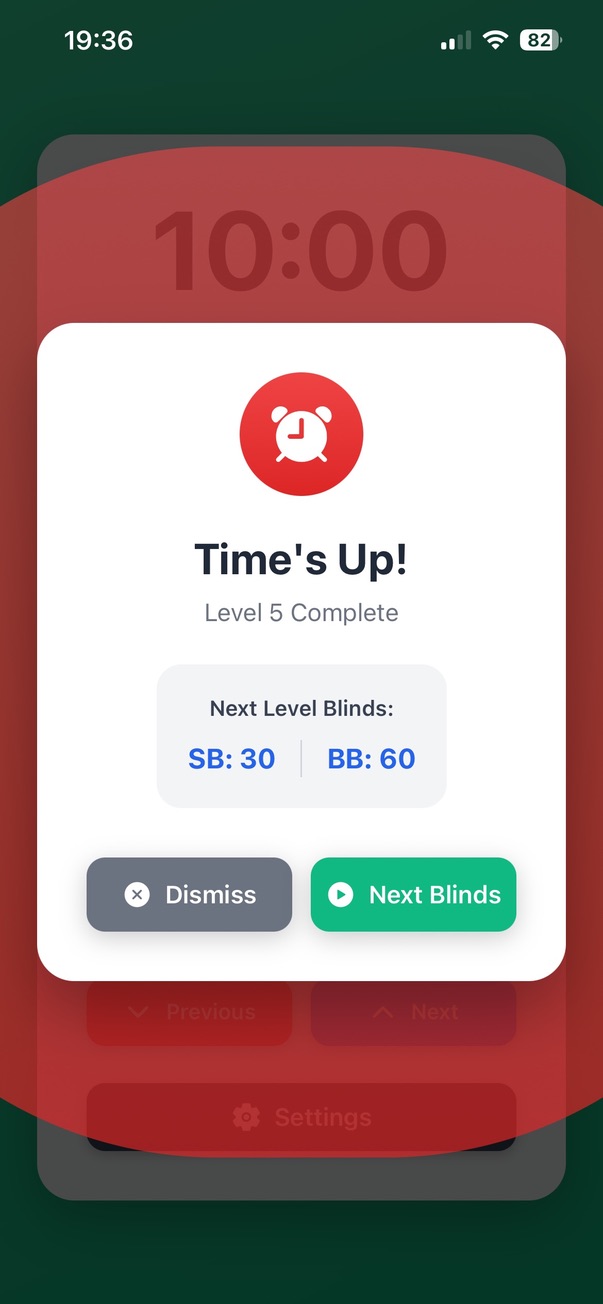 19:36
82
10:00
Time's Up!
Level 5 Complete
Next Level Blinds:
SB: 30 BB: 60
Dismiss Next Blinds
Previous Next
Settings